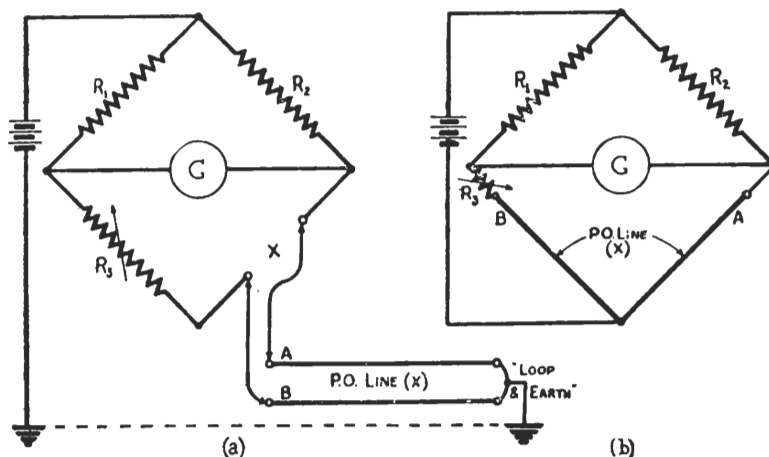 R₁
R₂
G
R₃
X
A
P.O. LINE (X)
B
"LOOP
& EARTH"
(a)
R₁
R₂
G
R₃
B
A
P.O. LINE
(X)
(b)